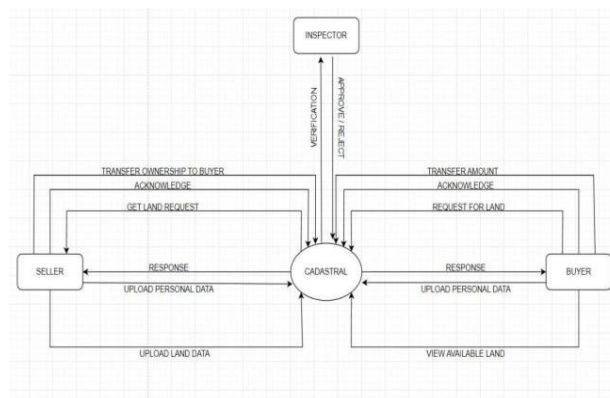 INSPECTOR
VERIFICATION
APPROVE / REJECT
TRANSFER OWNERSHIP TO BUYER
TRANSFER AMOUNT
ACKNOWLEDGE
ACKNOWLEDGE
GET LAND REQUEST
REQUEST FOR LAND
SELLER
RESPONSE
CADASTRAL
RESPONSE
BUYER
UPLOAD PERSONAL DATA
UPLOAD PERSONAL DATA
UPLOAD LAND DATA
VIEW AVAILABLE LAND